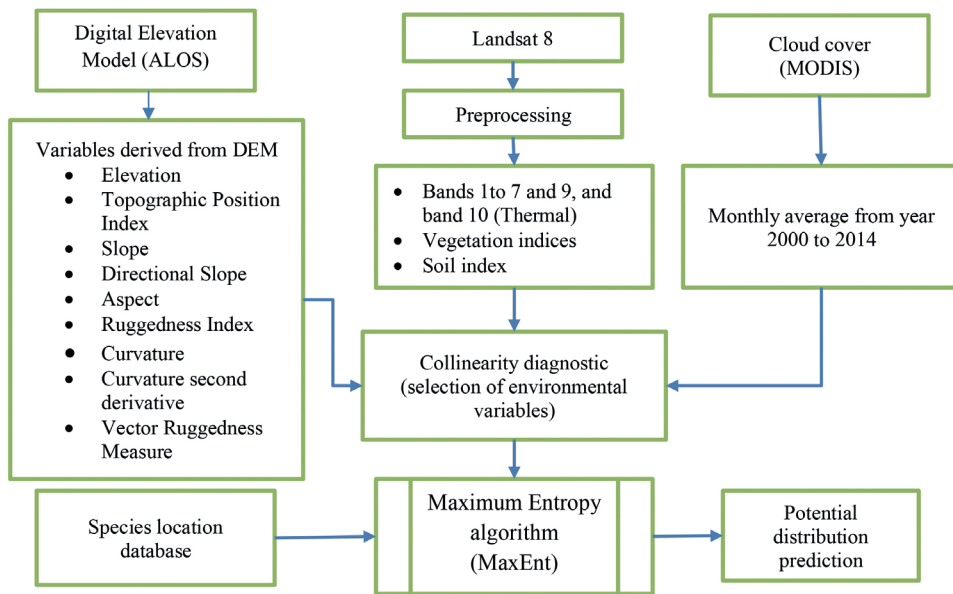 Digital Elevation
Model (ALOS)
Landsat 8
Cloud cover
(MODIS)
Preprocessing
Variables derived from DEM
• Elevation
• Topographic Position
Index
• Slope
• Directional Slope
• Aspect
• Ruggedness Index
• Curvature
• Curvature second
derivative
• Vector Ruggedness
Measure
• Bands 1to 7 and 9, and
band 10 (Thermal)
• Vegetation indices
• Soil index
Monthly average from year
2000 to 2014
Collinearity diagnostic
(selection of environmental
variables)
Species location
database
Maximum Entropy
algorithm
(MaxEnt)
Potential
distribution
prediction